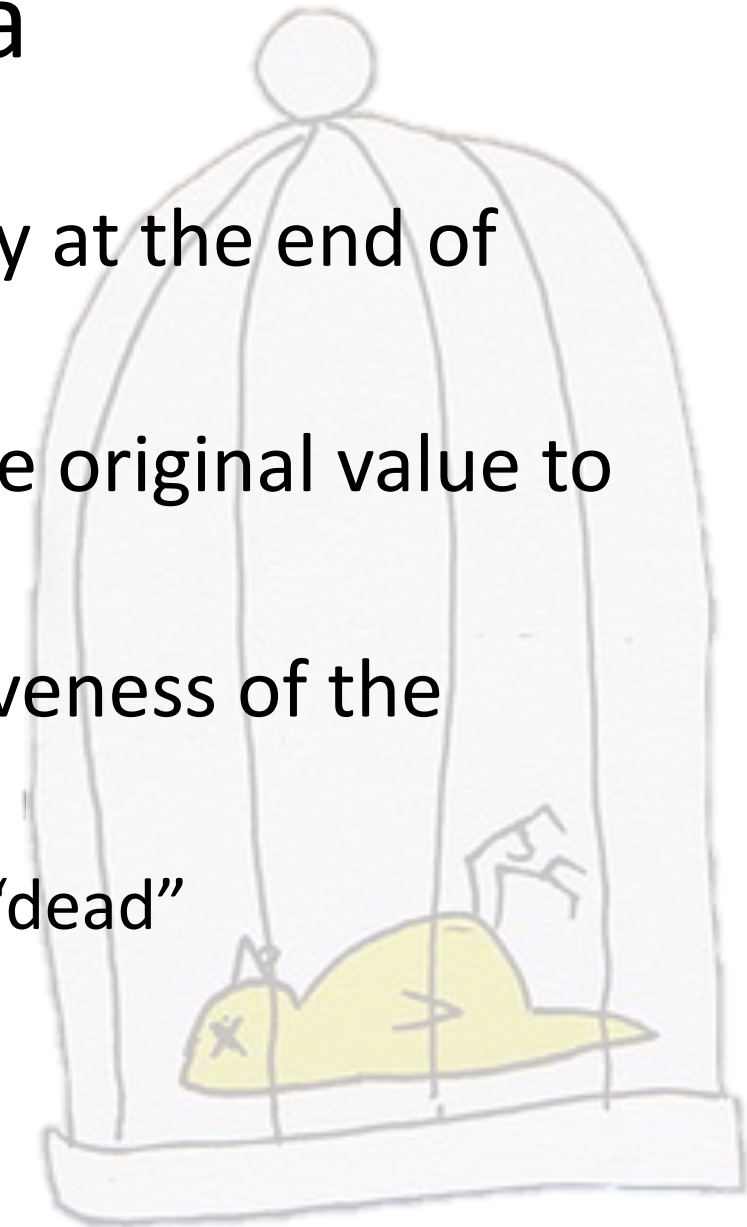 a
y at the end of
e original value to
veness of the
“dead”